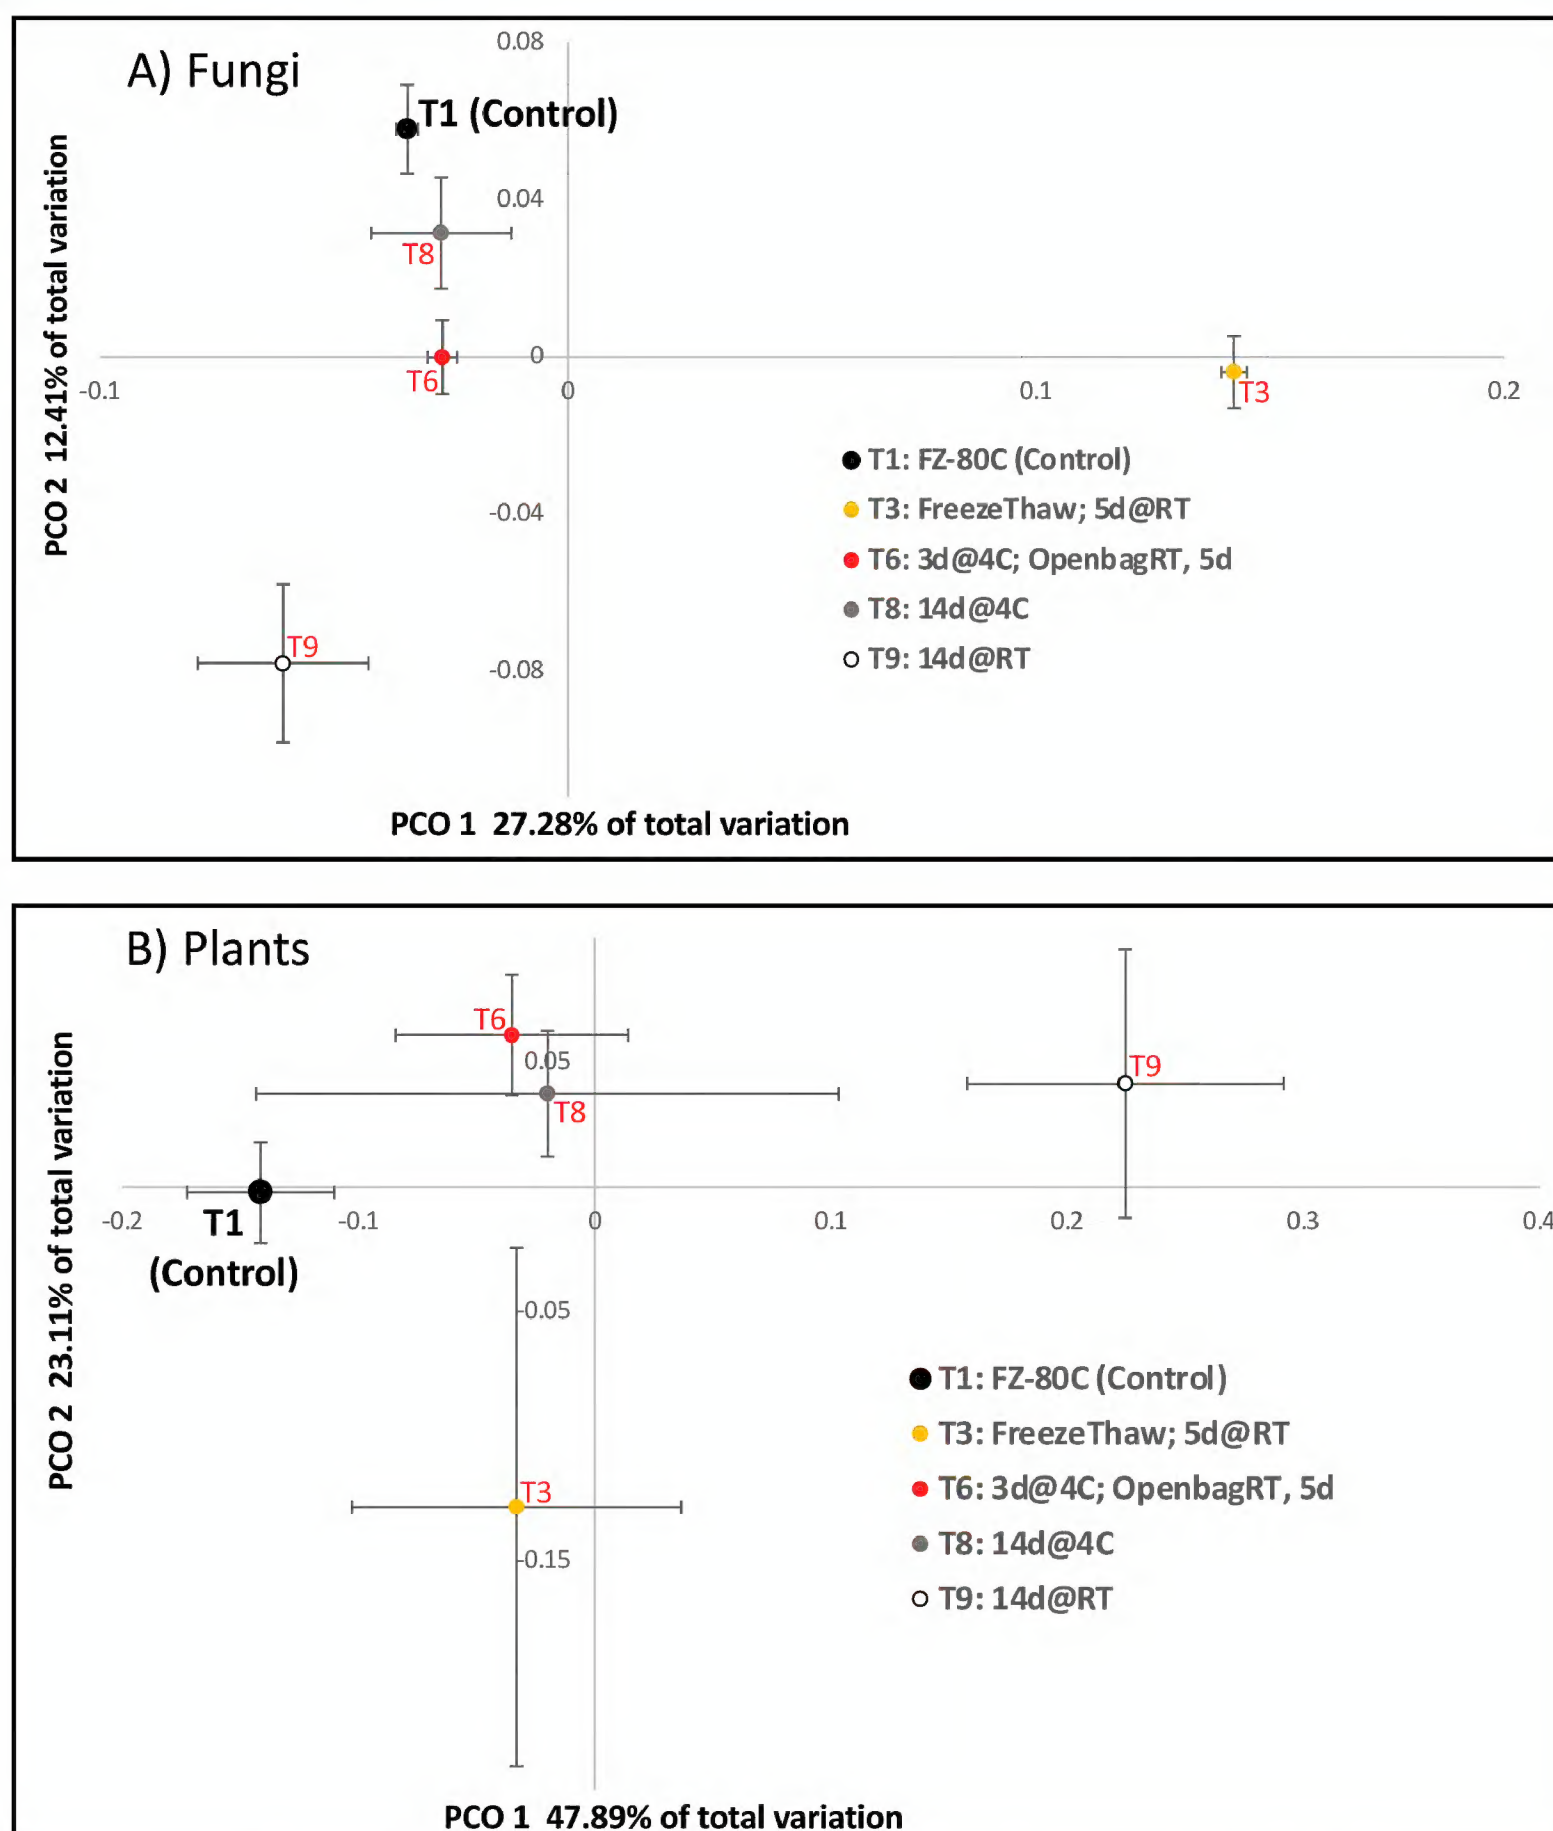 A) Fungi
0.08
T1 (Control)
0.04
T8
0
T6
-0.1
0
0.1
T3
0.2
T1: FZ-80C (Control)
T3: FreezeThaw; 5d@RT
-0.04
T6: 3d@4C; OpenbagRT, 5d
T8: 14d@4C
T9
T9: 14d@RT
-0.08
PCO 2 12.41% of total variation
PCO 1 27.28% of total variation
B) Plants
T6
0.05
T9
T8
-0.2
T1
(Control)
-0.1
0
0.1
0.2
0.3
0.4
-0.05
T1: FZ-80C (Control)
T3: FreezeThaw; 5d@RT
T3
T6: 3d@4C; OpenbagRT, 5d
-0.15
T8: 14d@4C
T9: 14d@RT
PCO 2 23.11% of total variation
PCO 1 47.89% of total variation